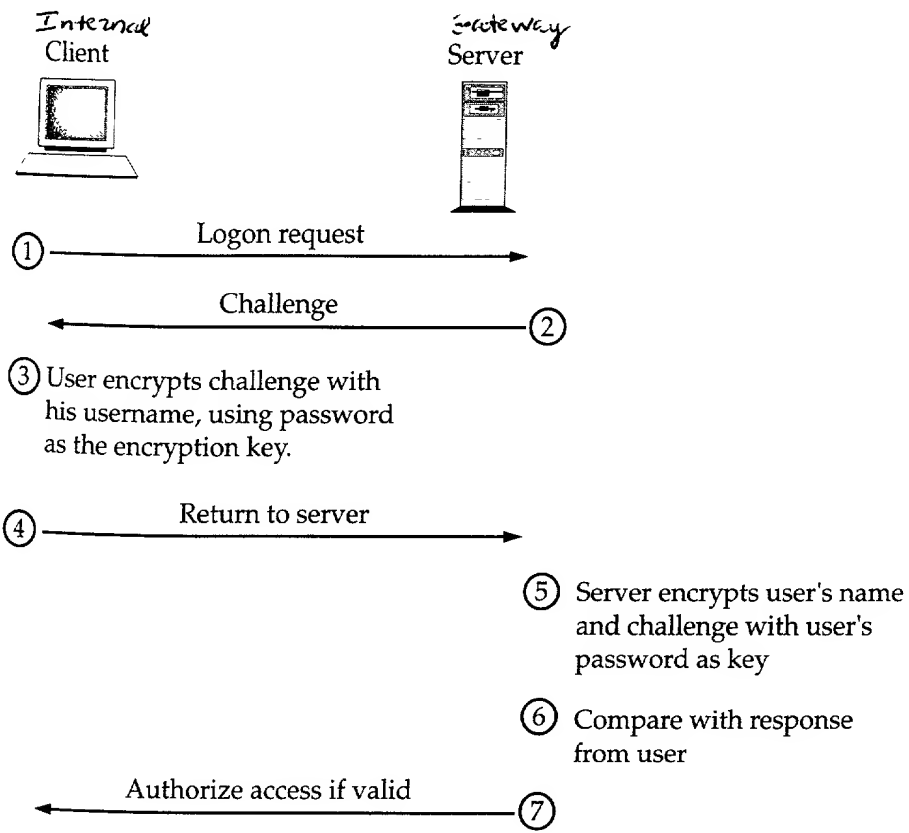 Internal
Client
Gateway
Server
1 Logon request
Challenge 2
3 User encrypts challenge with
his username, using password
as the encryption key.
4 Return to server
5 Server encrypts user's name
and challenge with user's
password as key
6 Compare with response
from user
Authorize access if valid 7